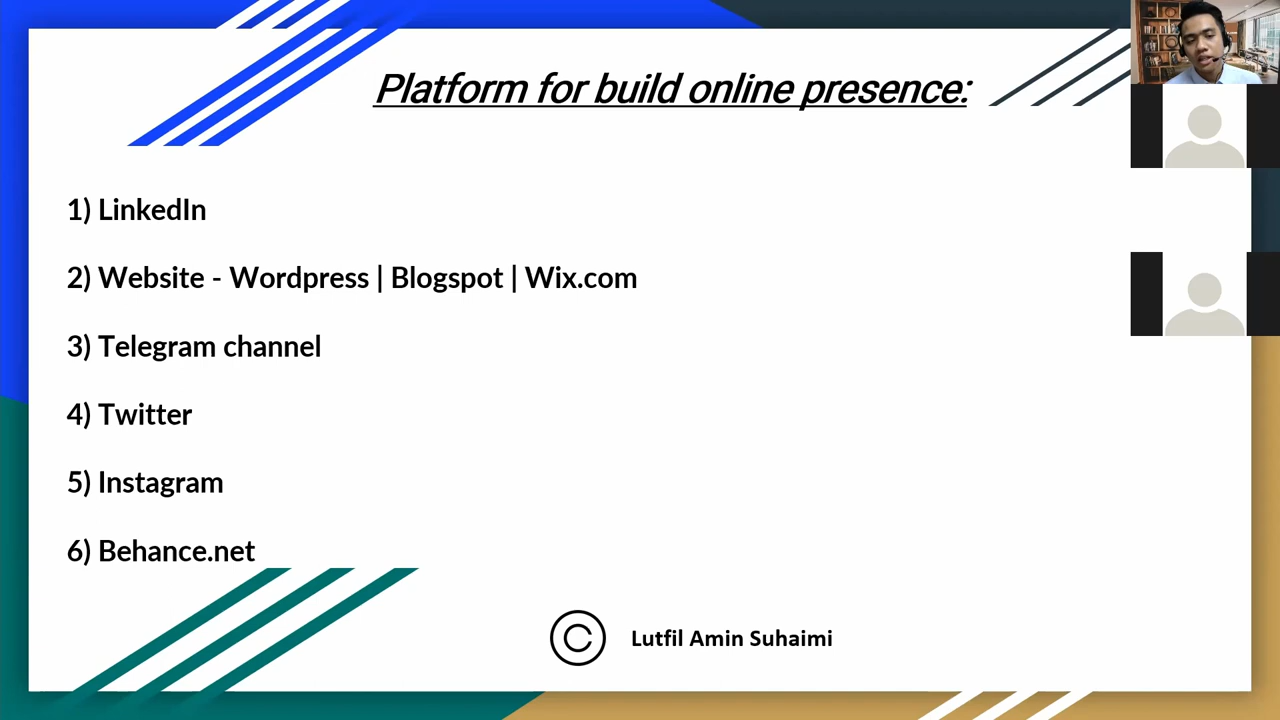 Platform for build online presence:
1) LinkedIn
2) Website - Wordpress | Blogspot | Wix.com
3) Telegram channel
4) Twitter
5) Instagram
6) Behance.net
© Lutfil Amin Suhaimi